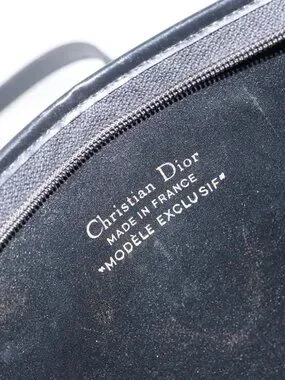 Christian Dior
MADE IN FRANCE
"MODÈLE EXCLUSIF"